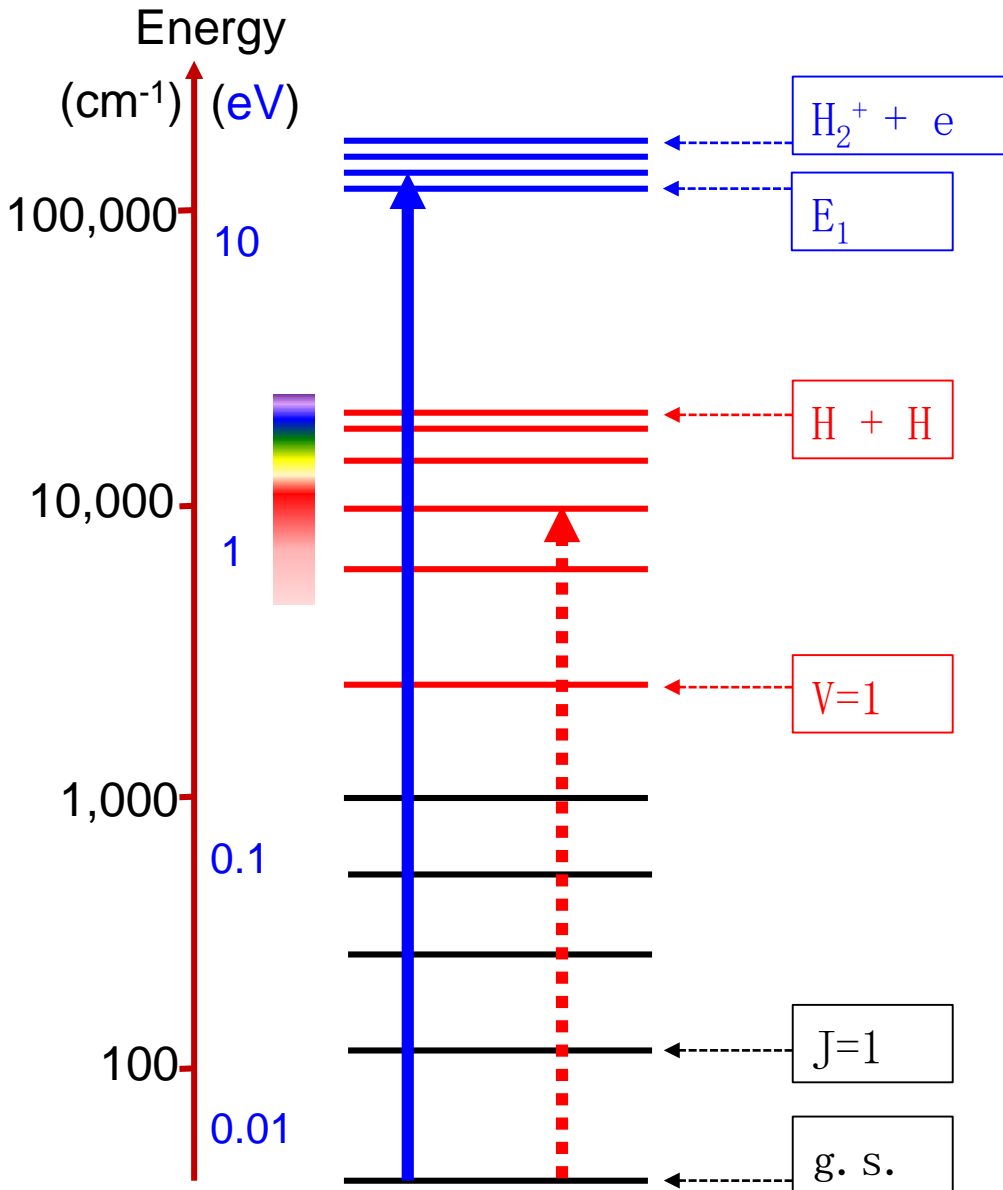 Energy
(cm⁻¹) (eV)
H₂⁺ + e
100,000
E₁
10
H + H
10,000
1
V=1
1,000
0.1
J=1
100
0.01
g.s.